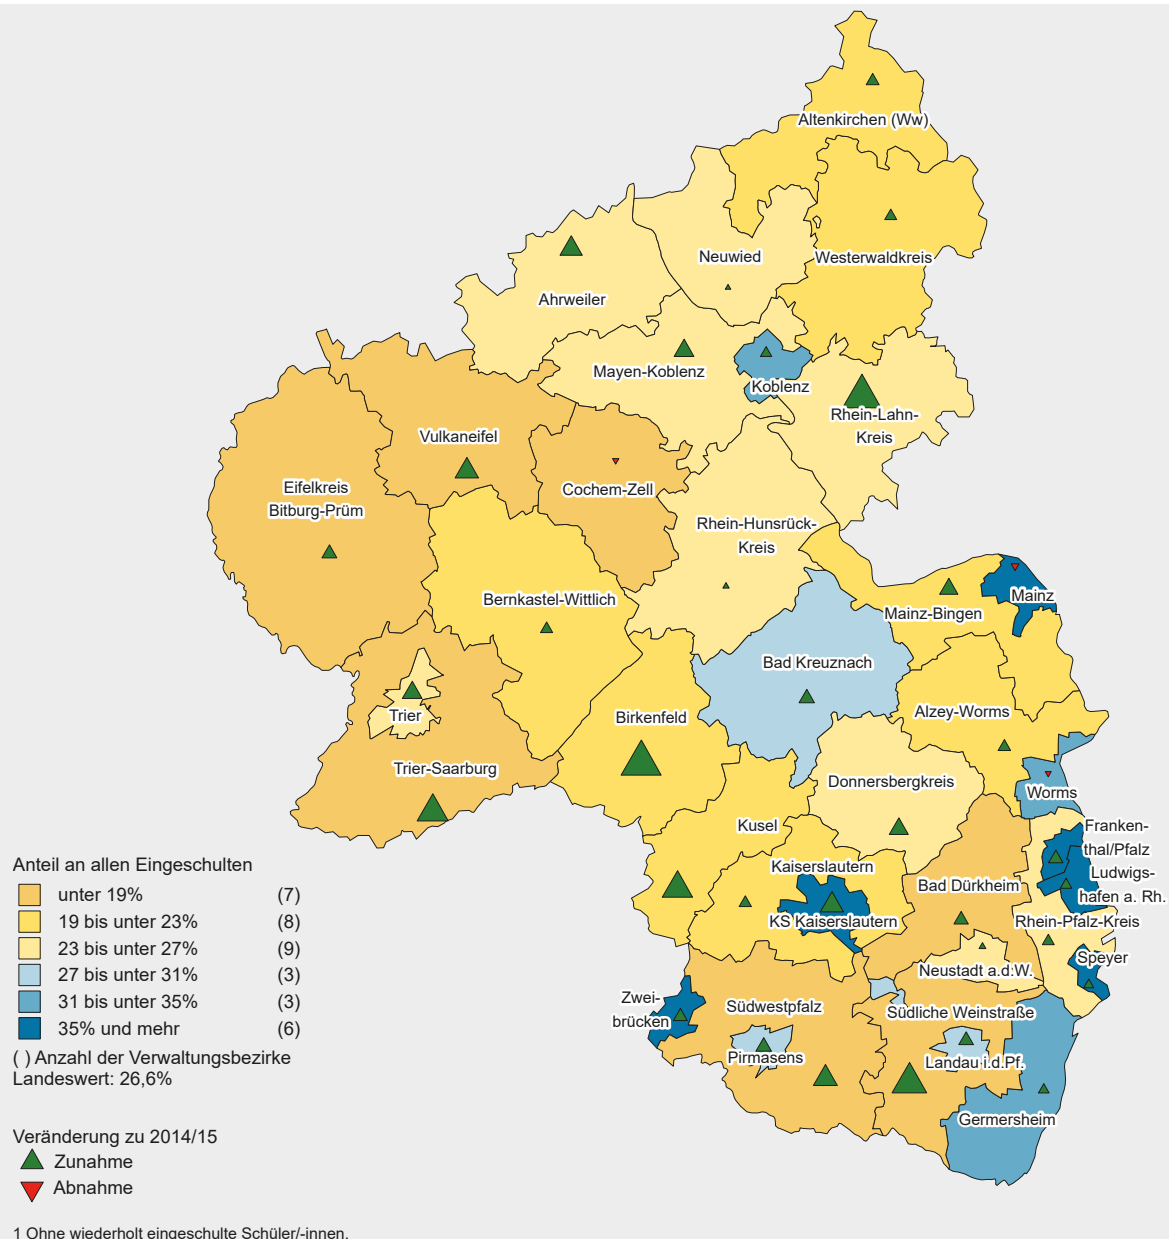 Altenkirchen (Ww)
Neuwied
Westerwaldkreis
Ahrweiler
Mayen-Koblenz
Koblenz
Rhein-Lahn-
Kreis
Vulkaneifel
Cochem-Zell
Eifelkreis
Bitburg-Prüm
Rhein-Hunsrück-
Kreis
Bernkastel-Wittlich
Mainz-Bingen
Mainz
Bad Kreuznach
Trier
Birkenfeld
Alzey-Worms
Trier-Saarburg
Donnersbergkreis
Worms
Kusel
Franken-
thal/Pfalz
Kaiserslautern
Ludwigs-
hafen a. Rh.
Bad Dürkheim
KS Kaiserslautern
Rhein-Pfalz-Kreis
Neustadt a.d.W.
Speyer
Zwei-
brücken
Südwestpfalz
Südliche Weinstraße
Pirmasens
Landau i.d.Pf.
Germersheim
Anteil an allen Eingeschulten
unter 19% (7)
19 bis unter 23% (8)
23 bis unter 27% (9)
27 bis unter 31% (3)
31 bis unter 35% (3)
35% und mehr (6)
( ) Anzahl der Verwaltungsbezirke
Landeswert: 26,6%
Veränderung zu 2014/15
Zunahme
Abnahme
1 Ohne wiederholt eingeschulte Schüler/-innen.